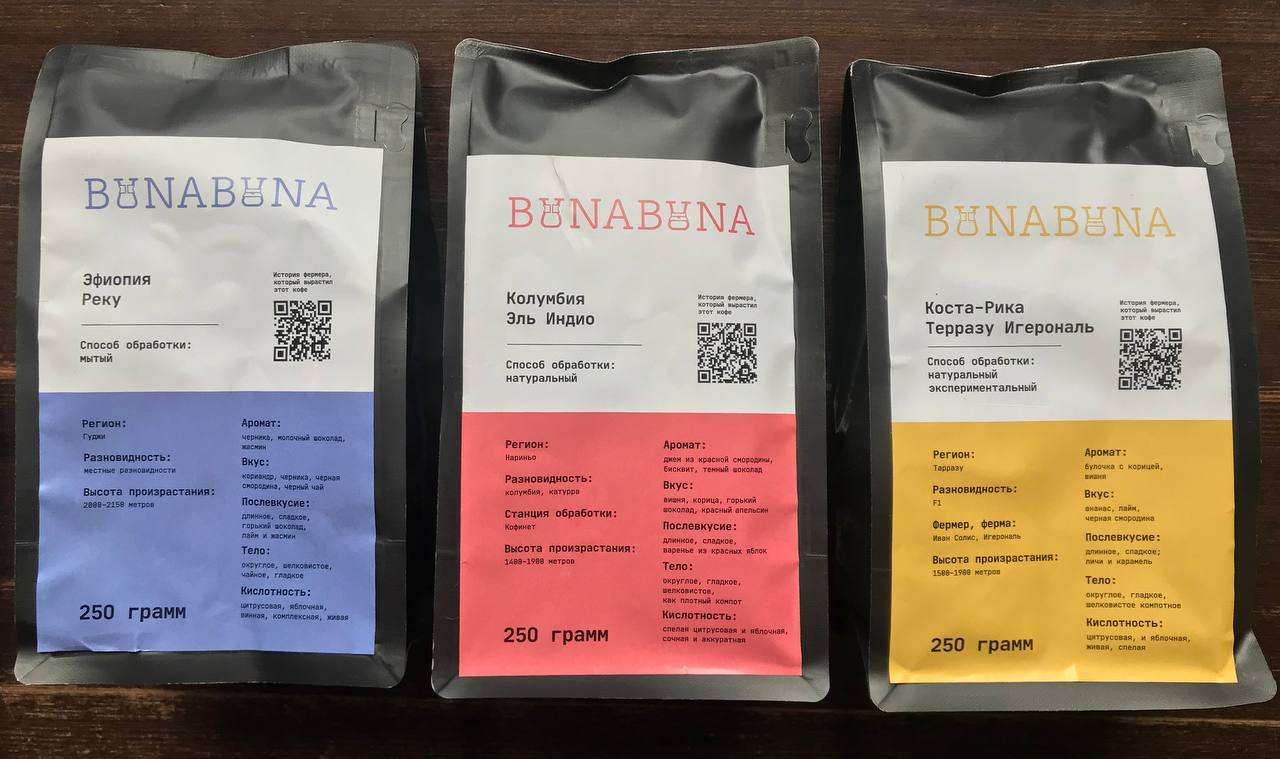 BUNABUNA
Эфиопия
Реку
История фермера,
который вырастил
этот кофе
Способ обработки:
мытый
Регион:
Гуджи
Разновидность:
местные разновидности
Высота произрастания:
2000-2150 метров
250 грамм
Аромат:
черника, молочный шоколад,
жасмин
Вкус:
кориандр, черника, черная
смородина, черный чай
Послевкусие:
длинное, сладкое,
горький шоколад,
лайм и жасмин
Тело:
округлое, шелковистое,
чайное, гладкое
Кислотность:
цитрусовая, яблочная,
винная, комплексная, живая
BUNABUNA
Колумбия
Эль Индио
История фермера,
который вырастил
этот кофе
Способ обработки:
натуральный
Регион:
Нариньо
Разновидность:
колумбия, катурра
Станция обработки:
Кофинет
Высота произрастания:
1400-1900 метров
250 грамм
Аромат:
джем из красной смородины,
бисквит, темный шоколад
Вкус:
вишня, корица, горький
шоколад, красный апельсин
Послевкусие:
длинное, сладкое,
варенье из красных яблок
Тело:
округлое, гладкое,
шелковистое,
как плотный компот
Кислотность:
спелая цитрусовая и яблочная,
сочная и аккуратная
BUNABUNA
Коста-Рика
Терразу Игерональ
История фермера,
который вырастил
этот кофе
Способ обработки:
натуральный
экспериментальный
Регион:
Тарразу
Разновидность:
F1
Фермер, ферма:
Иван Солис, Игерональ
Высота произрастания:
1500-1900 метров
250 грамм
Аромат:
булочка с корицей,
вишня
Вкус:
ананас, лайм,
черная смородина
Послевкусие:
длинное, сладкое;
личи и карамель
Тело:
округлое, гладкое,
шелковистое компотное
Кислотность:
цитрусовая, и яблочная,
живая, спелая